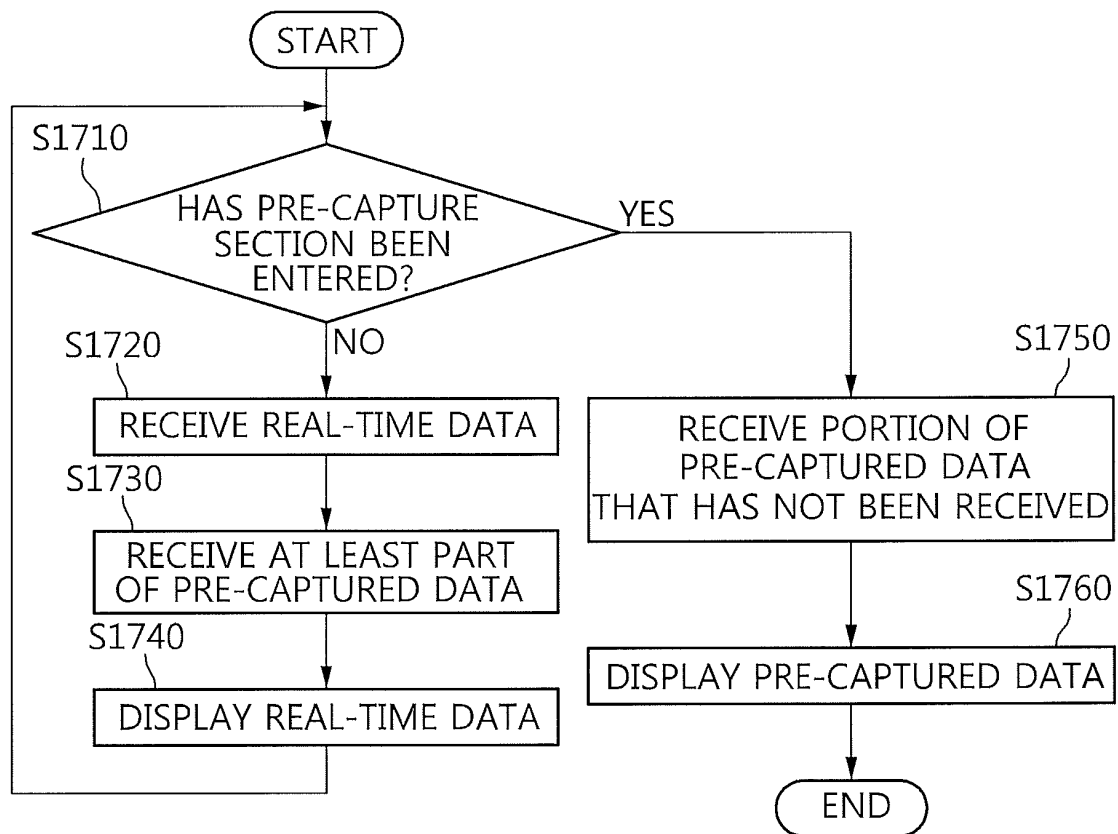 START
S1710
HAS PRE-CAPTURE
SECTION BEEN
ENTERED?
YES
NO
S1720
RECEIVE REAL-TIME DATA
S1730
RECEIVE AT LEAST PART
OF PRE-CAPTURED DATA
S1740
DISPLAY REAL-TIME DATA
S1750
RECEIVE PORTION OF
PRE-CAPTURED DATA
THAT HAS NOT BEEN RECEIVED
S1760
DISPLAY PRE-CAPTURED DATA
END